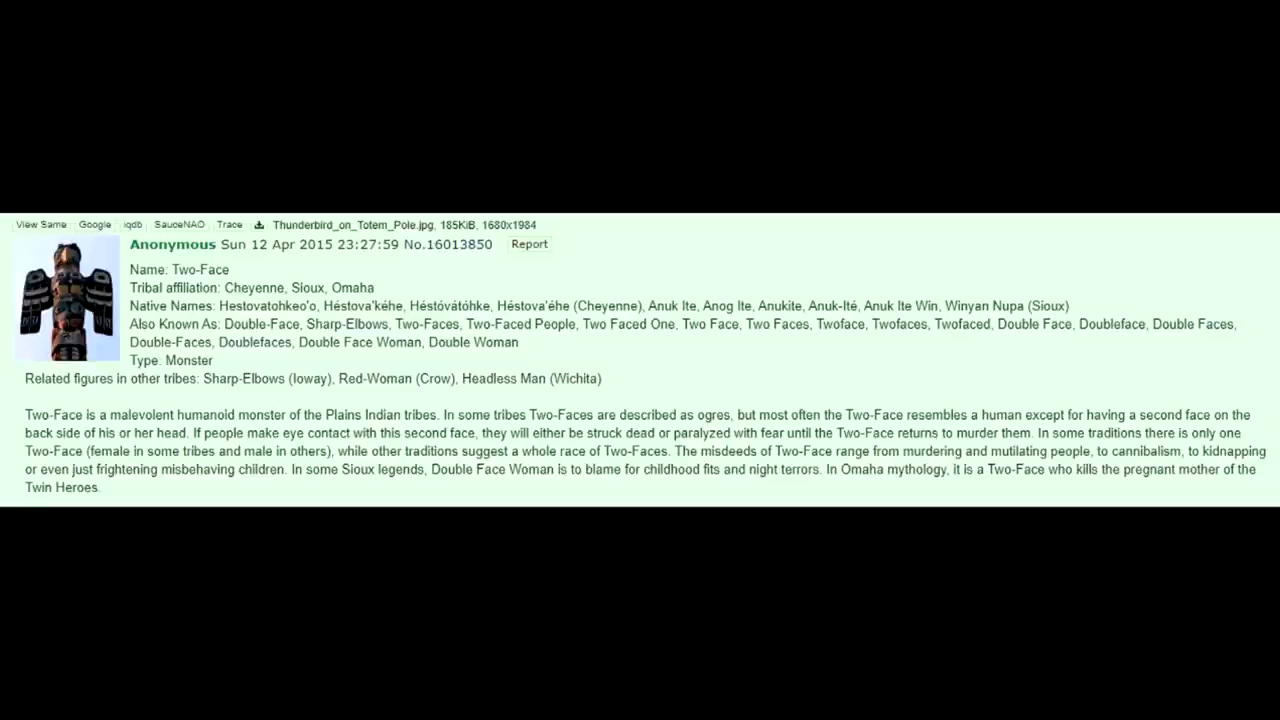 View Same Google iqdb SauceNAO Trace Thunderbird_on_Totem_Pole.jpg, 185KiB, 1680x1984
Anonymous Sun 12 Apr 2015 23:27:59 No.16013850 Report
Name: Two-Face
Tribal affiliation: Cheyenne, Sioux, Omaha
Native Names: Hestovatohkeo'o, Héstova'kéhe, Héstóvátóhke, Héstova'éhe (Cheyenne), Anuk Ite, Anog Ite, Anukite, Anuk-Ité, Anuk Ite Win, Winyan Nupa (Sioux)
Also Known As: Double-Face, Sharp-Elbows, Two-Faces, Two-Faced People, Two Faced One, Two Face, Two Faces, Twoface, Twofaces, Twofaced, Double Face, Doubleface, Double Faces,
Double-Faces, Doublefaces, Double Face Woman, Double Woman
Type: Monster
Related figures in other tribes: Sharp-Elbows (Ioway), Red-Woman (Crow), Headless Man (Wichita)
Two-Face is a malevolent humanoid monster of the Plains Indian tribes. In some tribes Two-Faces are described as ogres, but most often the Two-Face resembles a human except for having a second face on the
back side of his or her head. If people make eye contact with this second face, they will either be struck dead or paralyzed with fear until the Two-Face returns to murder them. In some traditions there is only one
Two-Face (female in some tribes and male in others), while other traditions suggest a whole race of Two-Faces. The misdeeds of Two-Face range from murdering and mutilating people, to cannibalism, to kidnapping
or even just frightening misbehaving children. In some Sioux legends, Double Face Woman is to blame for childhood fits and night terrors. In Omaha mythology, it is a Two-Face who kills the pregnant mother of the
Twin Heroes.